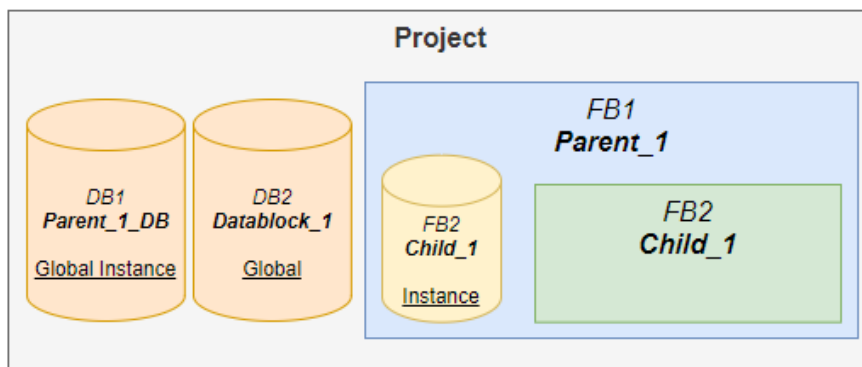 Project
DB1
Parent_1_DB
Global Instance
DB2
Datablock_1
Global
FB1
Parent_1
FB2
Child_1
Instance
FB2
Child_1